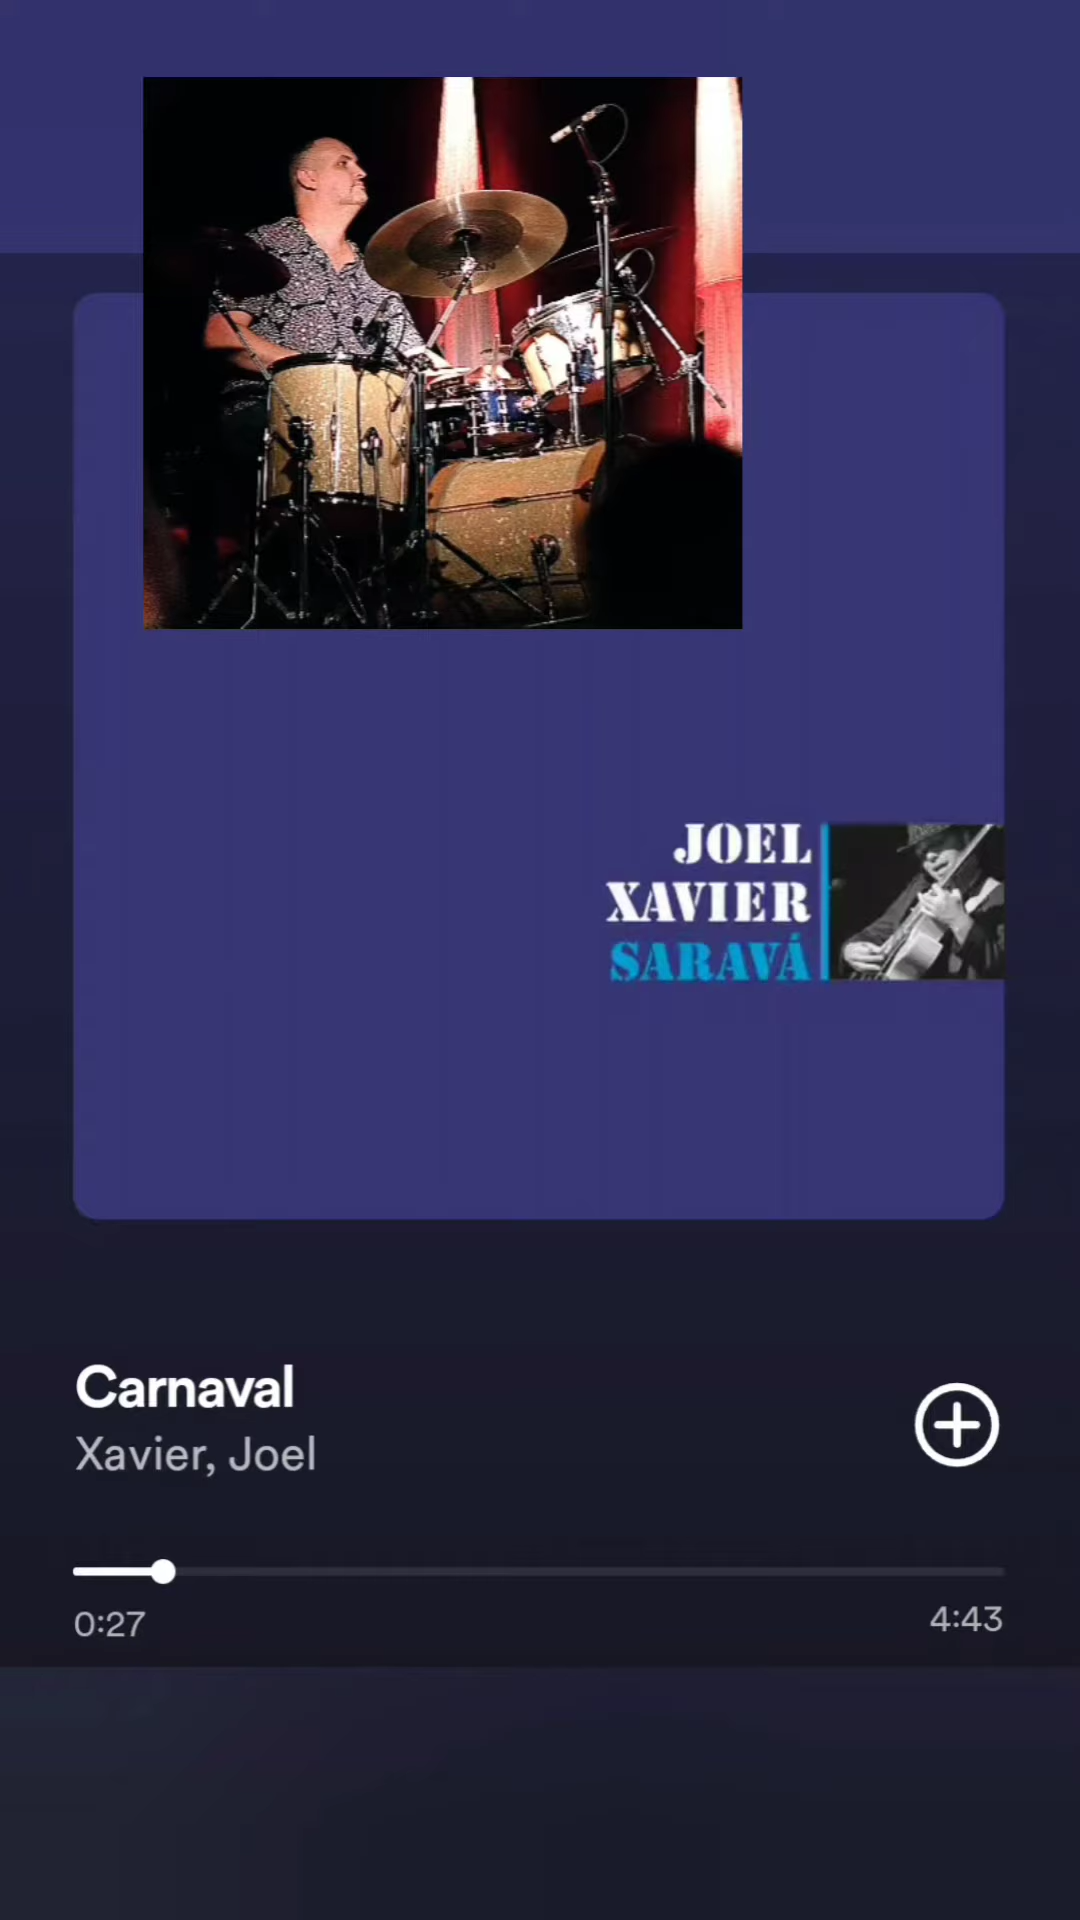 JOEL
XAVIER
SARAVÁ
Carnaval
Xavier, Joel
0:27
4:43